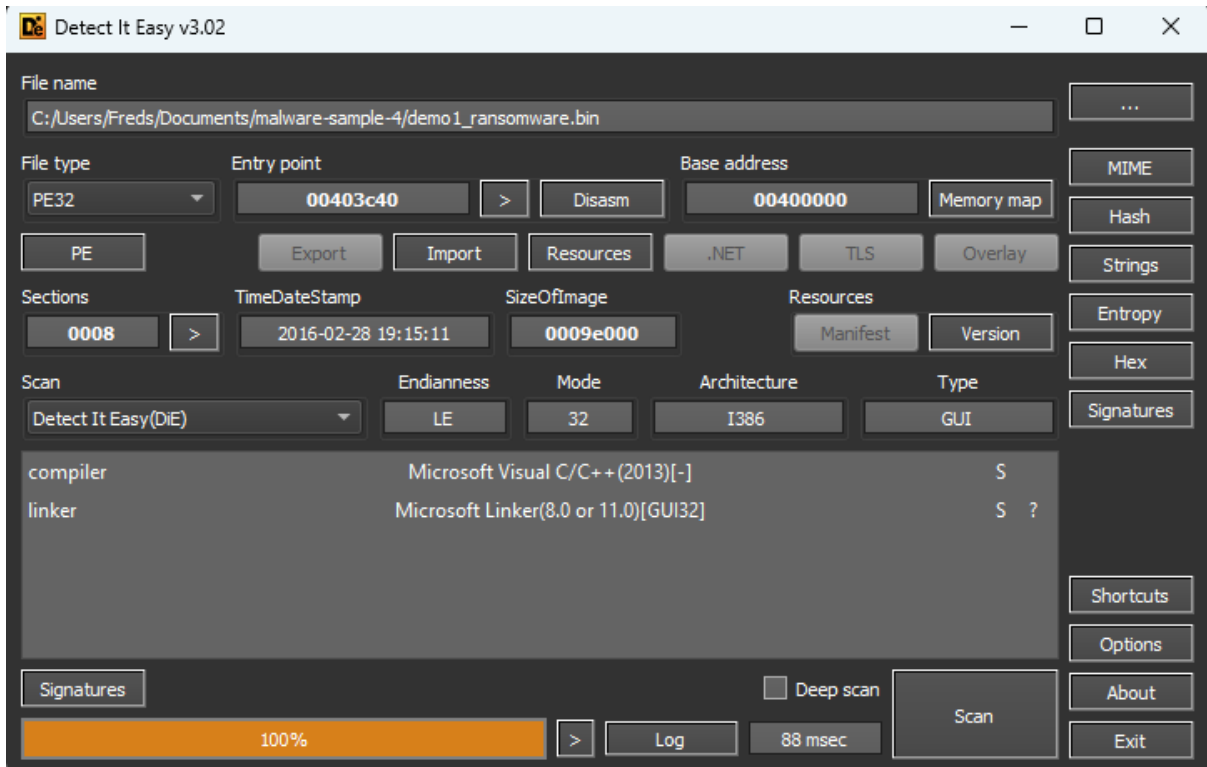 Detect It Easy v3.02
File name
C:/Users/Freds/Documents/malware-sample-4/demo1_ransomware.bin
...
File type Entry point Base address
PE32 00403c40 > Disasm 00400000 Memory map
MIME
Hash
PE Export Import Resources .NET TLS Overlay
Strings
Sections TimeDateStamp SizeOfImage Resources
0008 > 2016-02-28 19:15:11 0009e000 Manifest Version
Entropy
Hex
Scan Endianness Mode Architecture Type
Detect It Easy(DiE) LE 32 I386 GUI
Signatures
compiler Microsoft Visual C/C++(2013)[-] S
linker Microsoft Linker(8.0 or 11.0)[GUI32] S ?
Shortcuts
Options
Signatures Deep scan Scan
About
100% > Log 88 msec
Exit